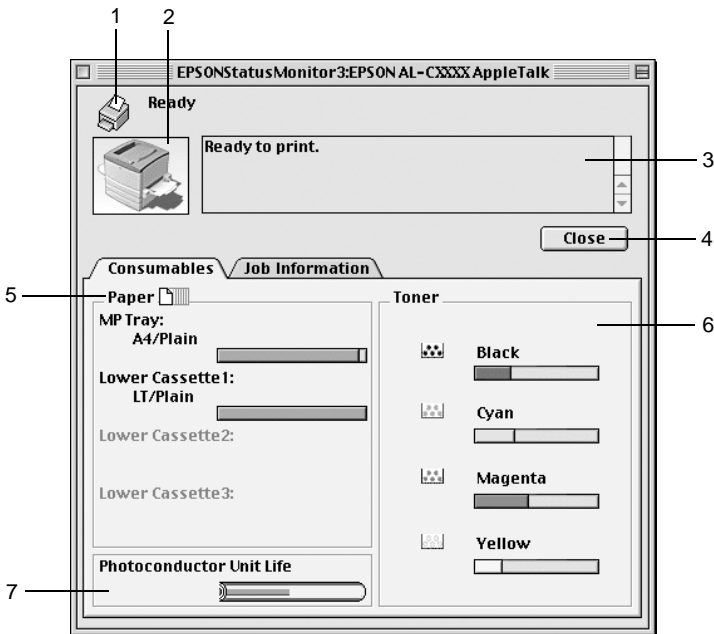 1 2
EPSONStatusMonitor3:EPSON AL-CXXXX AppleTalk
Ready
Ready to print.
3
Close
4
Consumables Job Information
5
Paper
Toner
6
MP Tray:
A4/Plain
Lower Cassette1:
LT/Plain
Lower Cassette2:
Lower Cassette3:
Black
Cyan
Magenta
Yellow
Photoconductor Unit Life
7